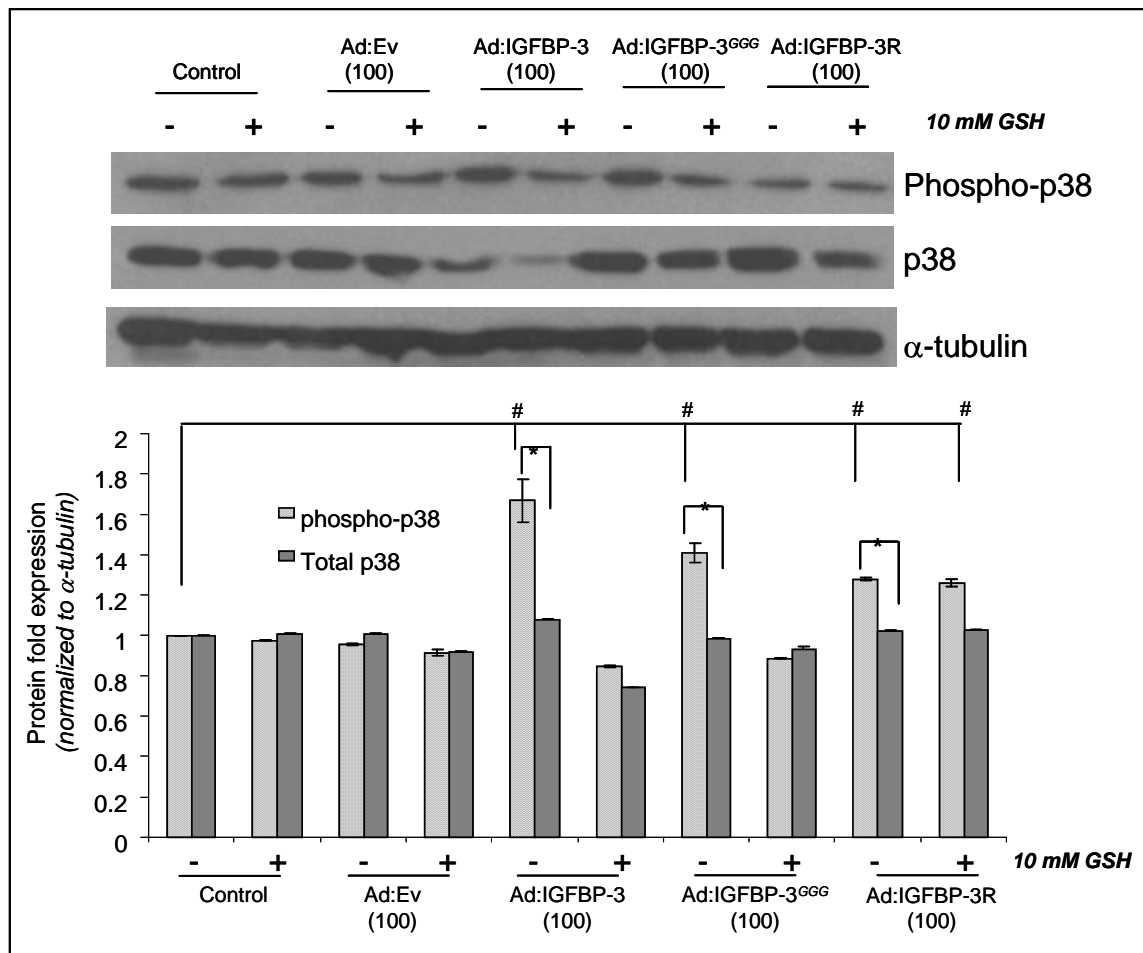 Control
Ad:Ev
(100)
Ad:IGFBP-3
(100)
Ad:IGFBP-3GGG
(100)
Ad:IGFBP-3R
(100)
- + - + - + - + - + 10 mM GSH
Phospho-p38
p38
α-tubulin
# # # #
* * *
Protein fold expression
(normalized to α-tubulin)
2
1.8
1.6
1.4
1.2
1
0.8
0.6
0.4
0.2
0
phospho-p38
Total p38
- + - + - + - + - + 10 mM GSH
Control
Ad:Ev
(100)
Ad:IGFBP-3
(100)
Ad:IGFBP-3GGG
(100)
Ad:IGFBP-3R
(100)